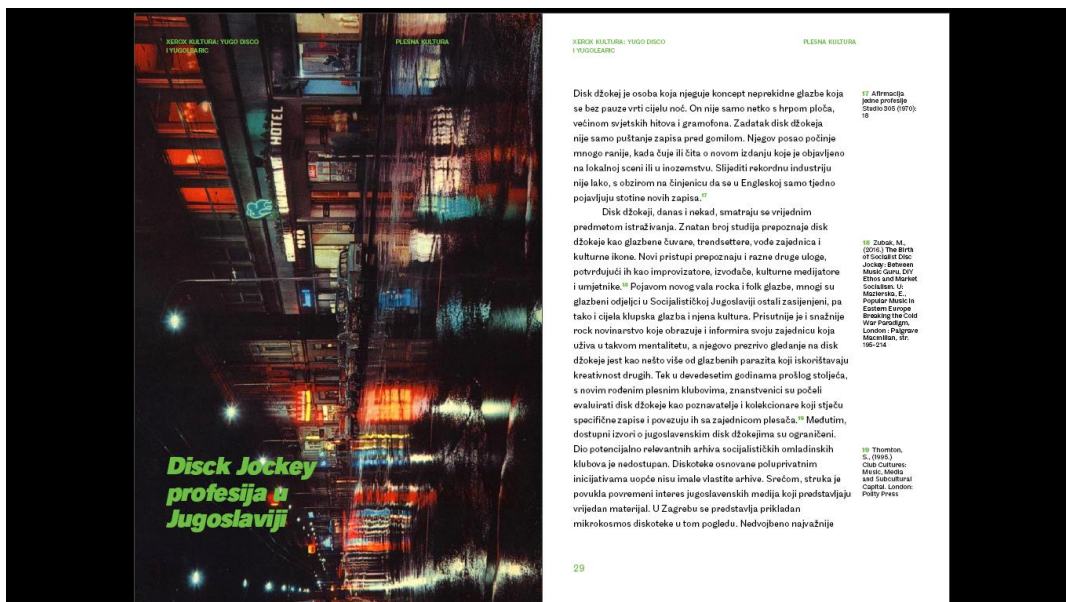 XEROX KULTURA: YUGO DISCO
I YUGOLEARIC
PLESNA KULTURA
HOTEL
TOKO
Disck Jockey
profesija u
Jugoslaviji
XEROX KULTURA: YUGO DISCO
I YUGOLEARIC
PLESNA KULTURA
Disk džokej je osoba koja njeguje koncept neprekidne glazbe koja
se bez pauze vrti cijelu noć. On nije samo netko s hrpom ploča,
većinom svjetskih hitova i gramofona. Zadatak disk džokeja
nije samo puštanje zapisa pred gomilom. Njegov posao počinje
mnogo ranije, kada čuje ili čita o novom izdanju koje je objavljeno
na lokalnoj sceni ili u inozemstvu. Slijediti rekordnu industriju
nije lako, s obzirom na činjenicu da se u Engleskoj samo tjedno
pojavljuju stotine novih zapisa.17
Disk džokeji, danas i nekad, smatraju se vrijednim
predmetom istraživanja. Znatan broj studija prepoznaje disk
džokeje kao glazbene čuvare, trendsettere, vođe zajednica i
kulturne ikone. Novi pristupi prepoznaju i razne druge uloge,
potvrđujući ih kao improvizatore, izvođače, kulturne medijatore
i umjetnike.18 Pojavom novog vala rocka i folk glazbe, mnogi su
glazbeni odjeljci u Socijalističkoj Jugoslaviji ostali zasijenjeni, pa
tako i cijela klupska glazba i njena kultura. Prisutnije je i snažnije
rock novinarstvo koje obrazuje i informira svoju zajednicu koja
uživa u takvom mentalitetu, a njegovo prezrivo gledanje na disk
džokeje jest kao nešto više od glazbenih parazita koji iskorištavaju
kreativnost drugih. Tek u devedesetim godinama prošlog stoljeća,
s novim rođenim plesnim klubovima, znanstvenici su počeli
evaluirati disk džokeje kao poznavatelje i kolekcionare koji stječu
specifične zapise i povezuju ih sa zajednicom plesača.19 Međutim,
dostupni izvori o jugoslavenskim disk džokejima su ograničeni.
Dio potencijalno relevantnih arhiva socijalističkih omladinskih
klubova je nedostupan. Diskoteke osnovane poluprivatnim
inicijativama uopće nisu imale vlastite arhive. Srećom, struka je
povukla povremeni interes jugoslavenskih medija koji predstavljaju
vrijedan materijal. U Zagrebu se predstavlja prikladan
mikrokosmos diskoteke u tom pogledu. Nedvojbeno najvažnije
17 Afirmacija
jedne profesije
Studio 305 (1970):
18
18 Zubak, M.,
(2016.) The Birth
of Socialist Disc
Jockey: Between
Music Guru, DIY
Ethos and Market
Socialism. U:
Mazierska, E.,
Popular Music in
Eastern Europe
Breaking the Cold
War Paradigm,
London : Palgrave
Macmillan, str.
195-214
19 Thornton,
S., (1995.)
Club Cultures:
Music, Media
and Subcultural
Capital. London:
Polity Press
29